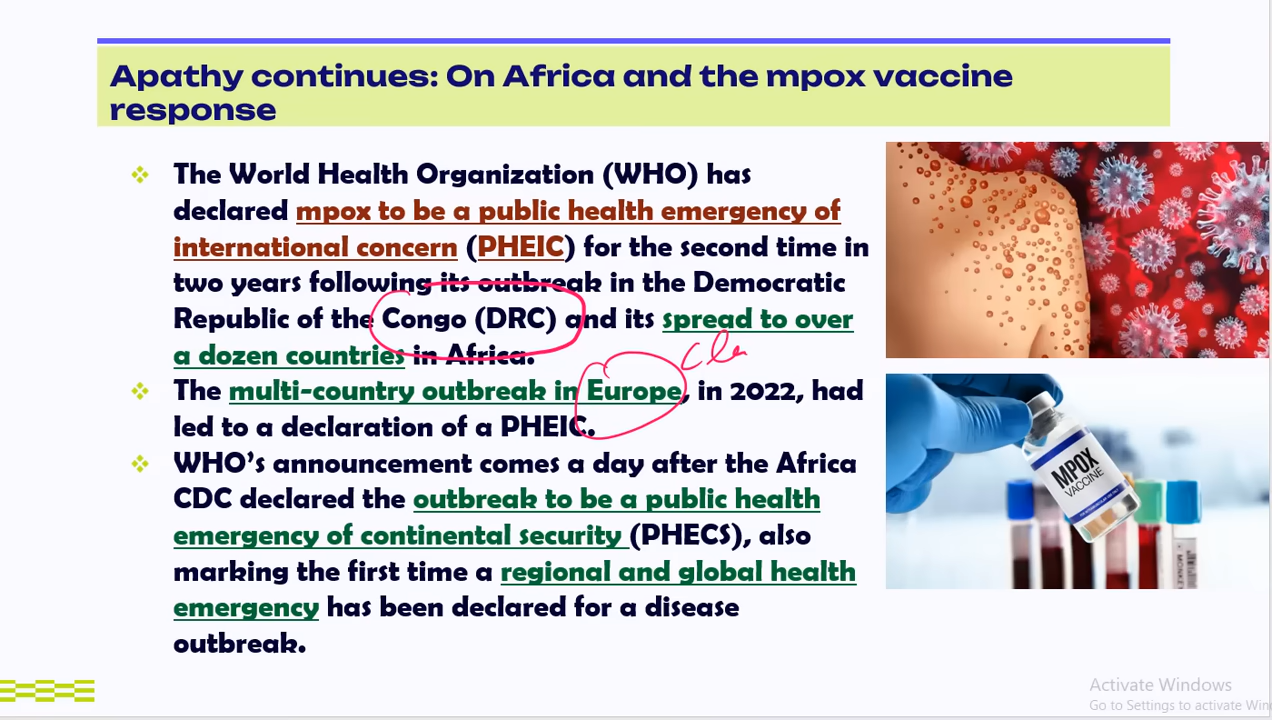 Apathy continues: On Africa and the mpox vaccine
response
The World Health Organization (WHO) has
declared mpox to be a public health emergency of
international concern (PHEIC) for the second time in
two years following its outbreak in the Democratic
Republic of the Congo (DRC) and its spread to over
a dozen countries in Africa.
The multi-country outbreak in Europe, in 2022, had
led to a declaration of a PHEIC.
WHO's announcement comes a day after the Africa
CDC declared the outbreak to be a public health
emergency of continental security (PHECS), also
marking the first time a regional and global health
emergency has been declared for a disease
outbreak.
MPOX
VACCINE
Activate Windows
Go to Settings to activate Win